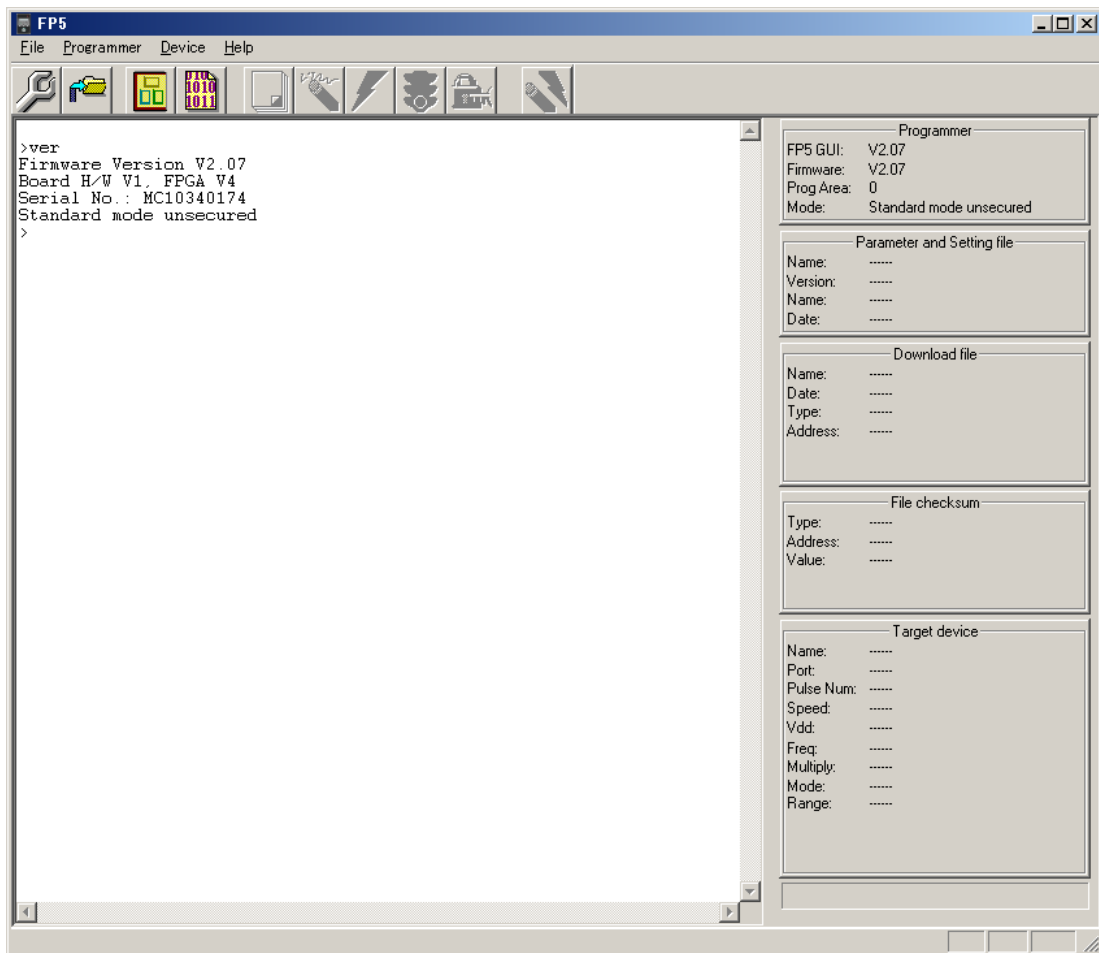 FP5
File Programmer Device Help
1010
1011
>ver
Firmware Version V2.07
Board H/W V1, FPGA V4
Serial No.: MC10340174
Standard mode unsecured
>
Programmer
FP5 GUI: V2.07
Firmware: V2.07
Prog Area: 0
Mode: Standard mode unsecured
Parameter and Setting file
Name: ------
Version: ------
Name: ------
Date: ------
Download file
Name: ------
Date: ------
Type: ------
Address: ------
File checksum
Type: ------
Address: ------
Value: ------
Target device
Name: ------
Port: ------
Pulse Num: ------
Speed: ------
Vdd: ------
Freq: ------
Multiply: ------
Mode: ------
Range: ------